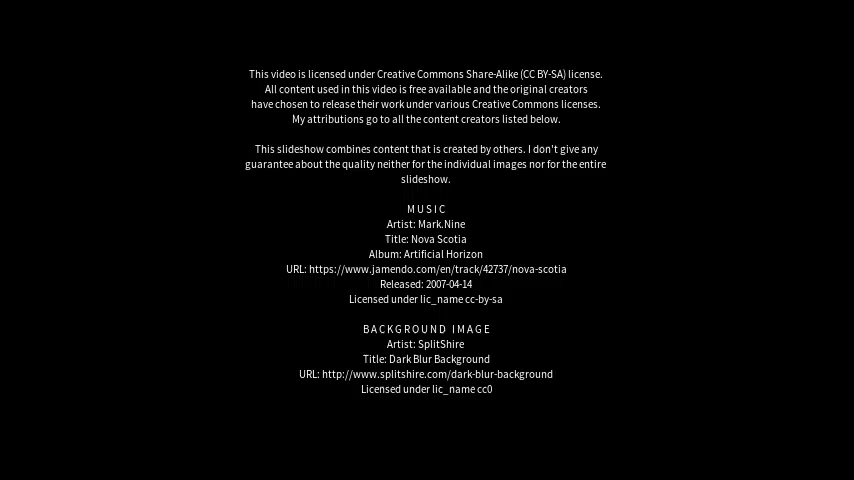 This video is licensed under Creative Commons Share-Alike (CC BY-SA) license.
All content used in this video is free available and the original creators
have chosen to release their work under various Creative Commons licenses.
My attributions go to all the content creators listed below.
This slideshow combines content that is created by others. I don't give any
guarantee about the quality neither for the individual images nor for the entire
slideshow.
MUSIC
Artist: Mark.Nine
Title: Nova Scotia
Album: Artificial Horizon
URL: https://www.jamendo.com/en/track/42737/nova-scotia
Released: 2007-04-14
Licensed under lic_name cc-by-sa
BACKGROUND IMAGE
Artist: SplitShire
Title: Dark Blur Background
URL: http://www.splitshire.com/dark-blur-background
Licensed under lic_name cc0